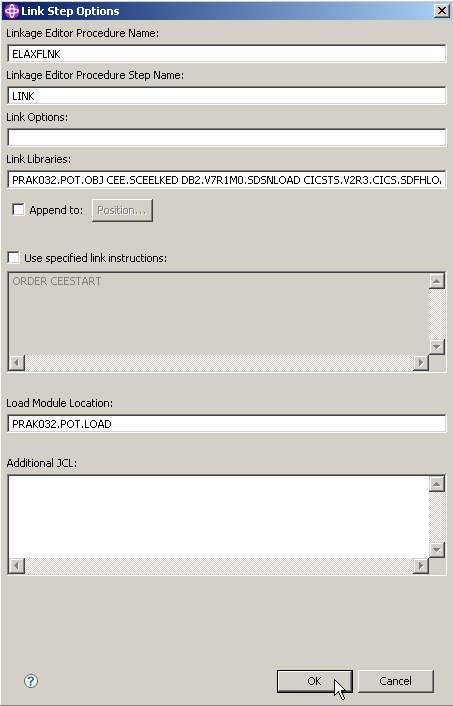 Link Step Options
Linkage Editor Procedure Name:
ELAXFLNK
Linkage Editor Procedure Step Name:
LINK
Link Options:
Link Libraries:
PRAK032.POT.OBJ CEE.SCEELKED DB2.V7R1M0.SDSNLOAD CICSTS.V2R3.CICS.SDFHLO
Append to:
Position...
Use specified link instructions:
ORDER CEESTART
Load Module Location:
PRAK032.POT.LOAD
Additional JCL:
?
OK
Cancel